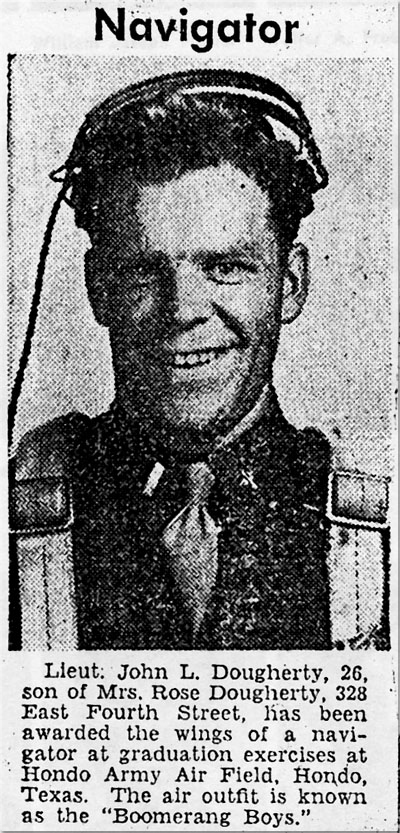 Navigator
Lieut. John L. Dougherty, 26,
son of Mrs. Rose Dougherty, 328
East Fourth Street, has been
awarded the wings of a navi-
gator at graduation exercises at
Hondo Army Air Field, Hondo,
Texas. The air outfit is known
as the "Boomerang Boys."